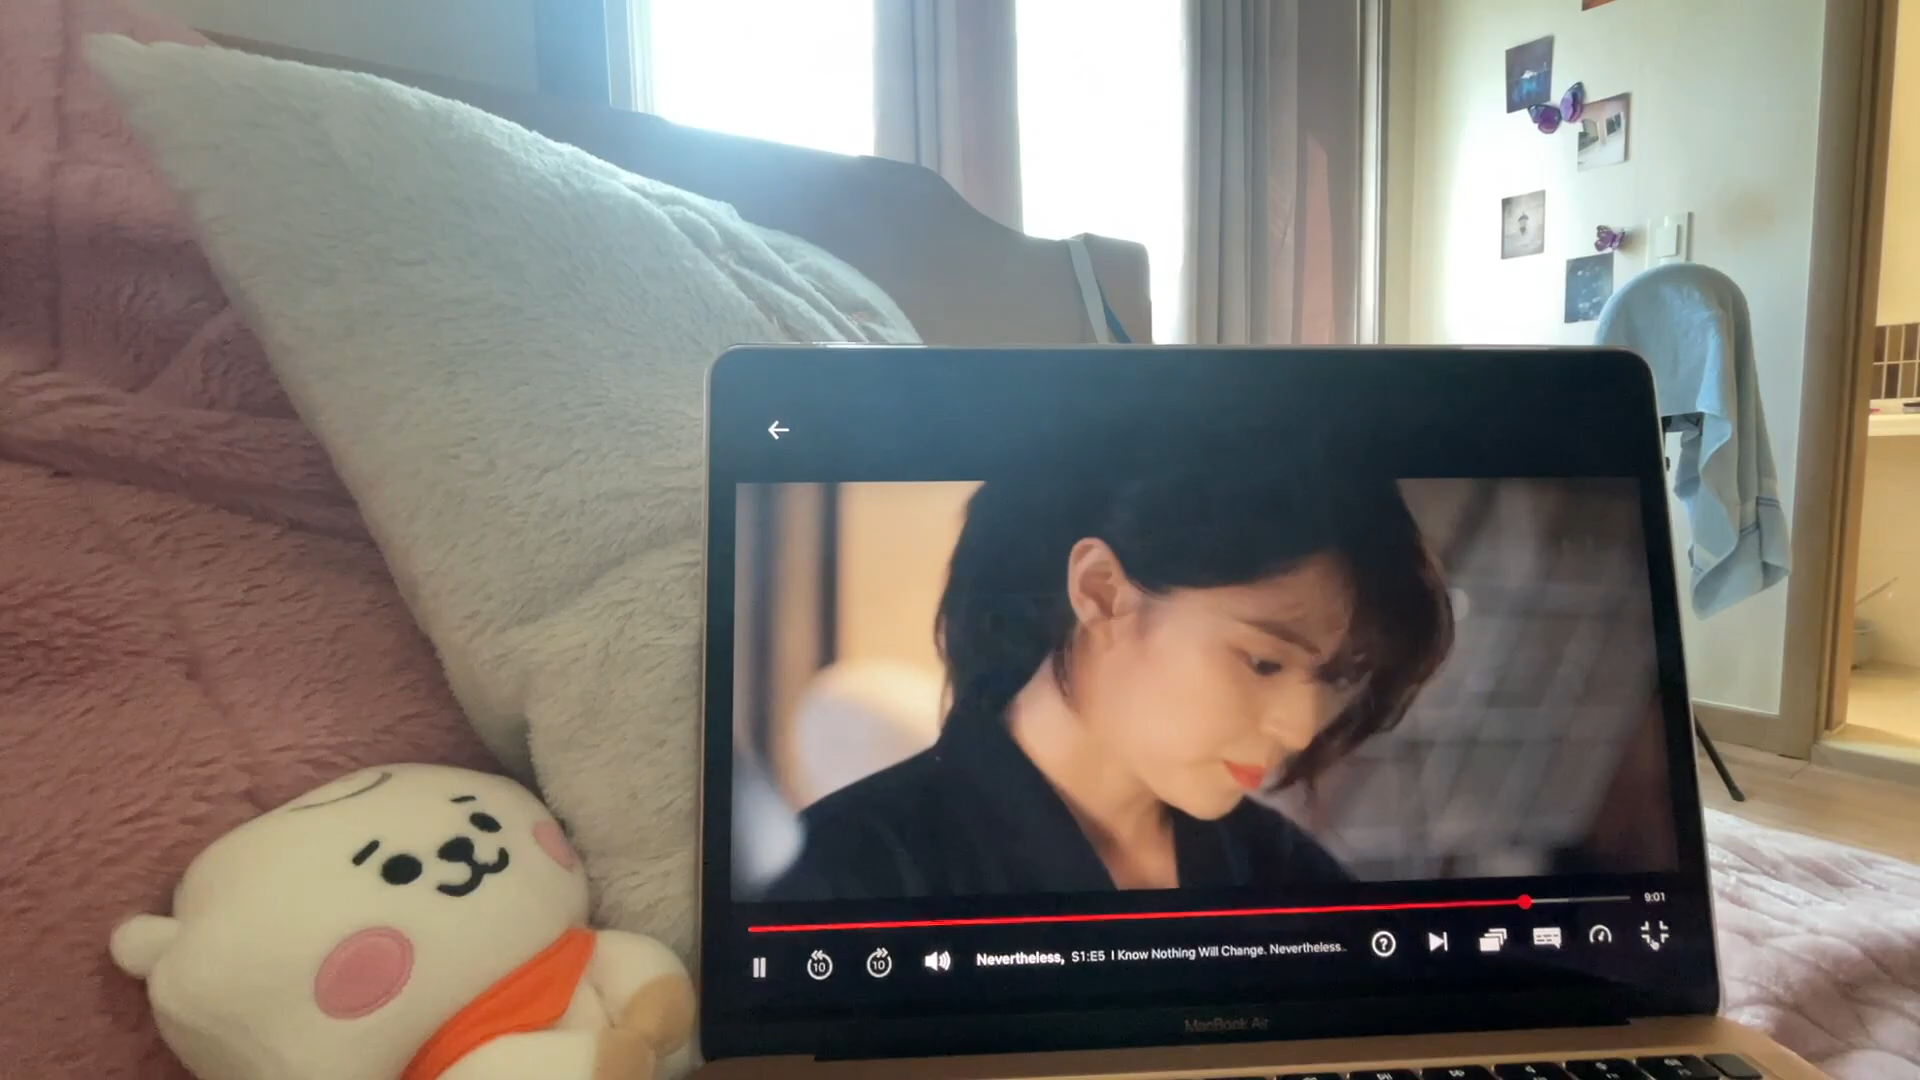 9:01
10 10 Nevertheless, S1:E5 I Know Nothing Will Change. Nevertheless... ?
MacBook Air